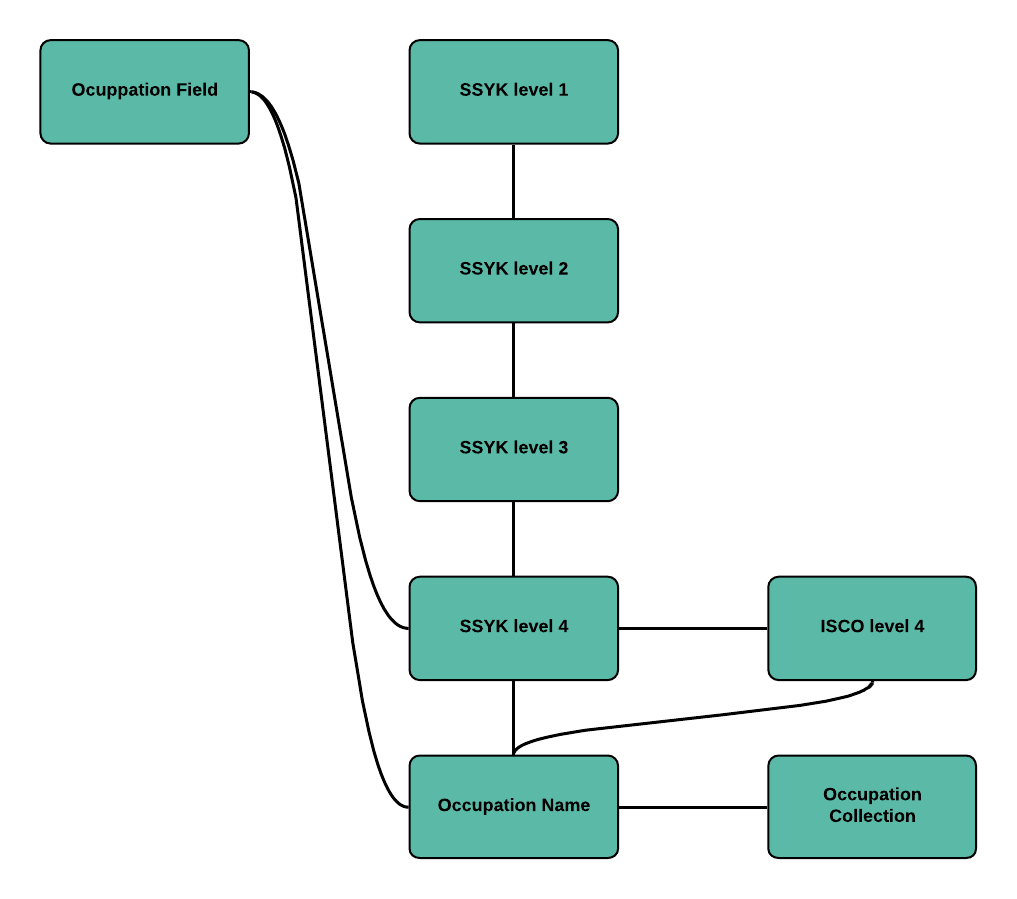 Ocuppation Field
SSYK level 1
SSYK level 2
SSYK level 3
SSYK level 4
ISCO level 4
Occupation Name
Occupation
Collection